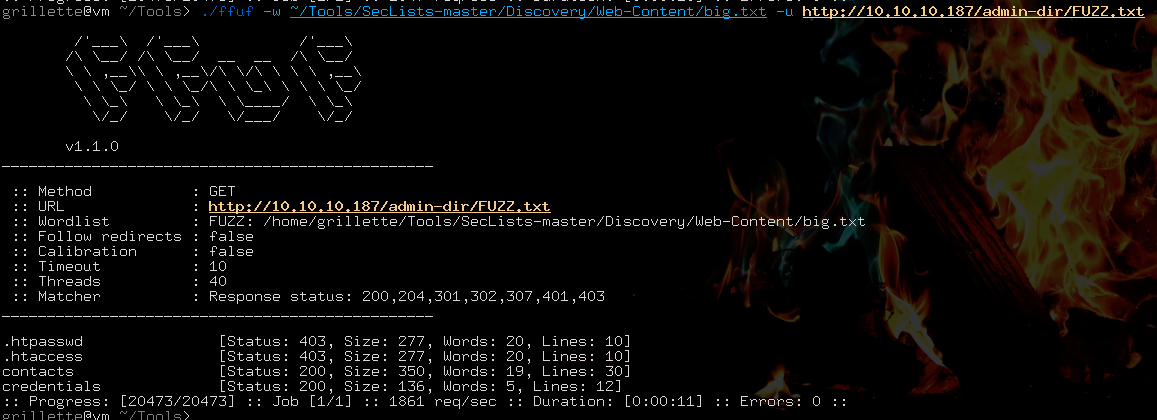 grillette@vm ~/Tools> ./ffuf -w ~/Tools/SecLists-master/Discovery/Web-Content/big.txt -u http://10.10.10.187/admin-dir/FUZZ.txt
v1.1.0
:: Method : GET
:: URL : http://10.10.10.187/admin-dir/FUZZ.txt
:: Wordlist : FUZZ: /home/grillette/Tools/SecLists-master/Discovery/Web-Content/big.txt
:: Follow redirects : false
:: Calibration : false
:: Timeout : 10
:: Threads : 40
:: Matcher : Response status: 200,204,301,302,307,401,403
.htpasswd [Status: 403, Size: 277, Words: 20, Lines: 10]
.htaccess [Status: 403, Size: 277, Words: 20, Lines: 10]
contacts [Status: 200, Size: 350, Words: 19, Lines: 30]
credentials [Status: 200, Size: 136, Words: 5, Lines: 12]
:: Progress: [20473/20473] :: Job [1/1] :: 1861 req/sec :: Duration: [0:00:11] :: Errors: 0 ::
grillette@vm ~/Tools>